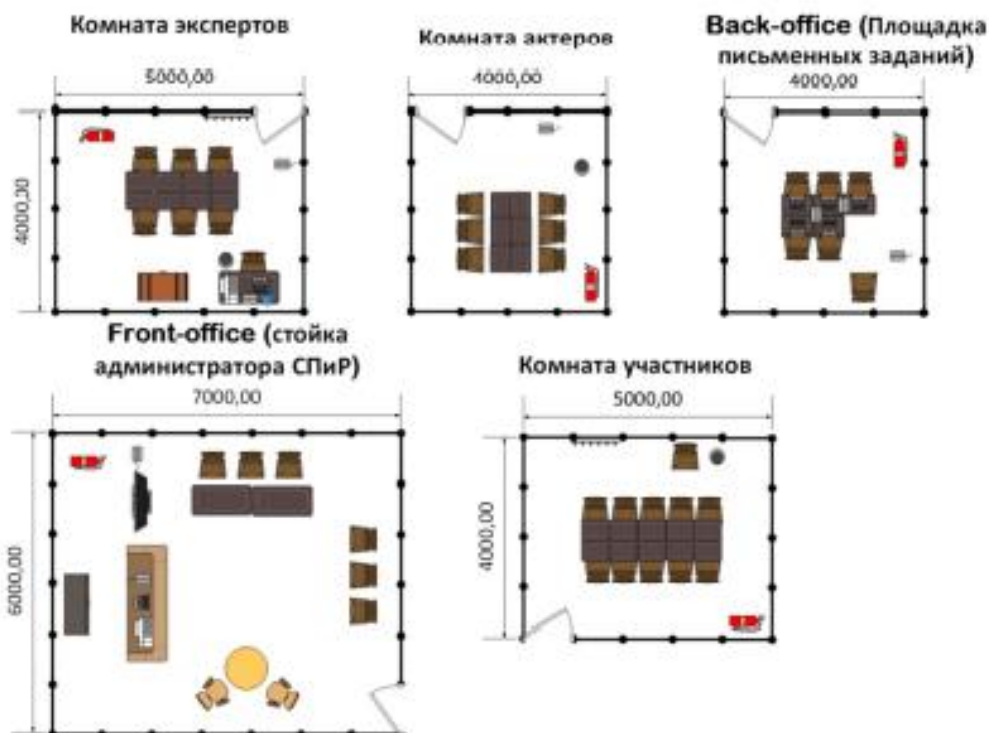 Комната экспертов
5000,00
4000,00
Комната актеров
4000,00
Back-office (Площадка
письменных заданий)
4000,00
Front-office (стойка
администратора СПиР)
7000,00
6000,00
Комната участников
5000,00
4000,00